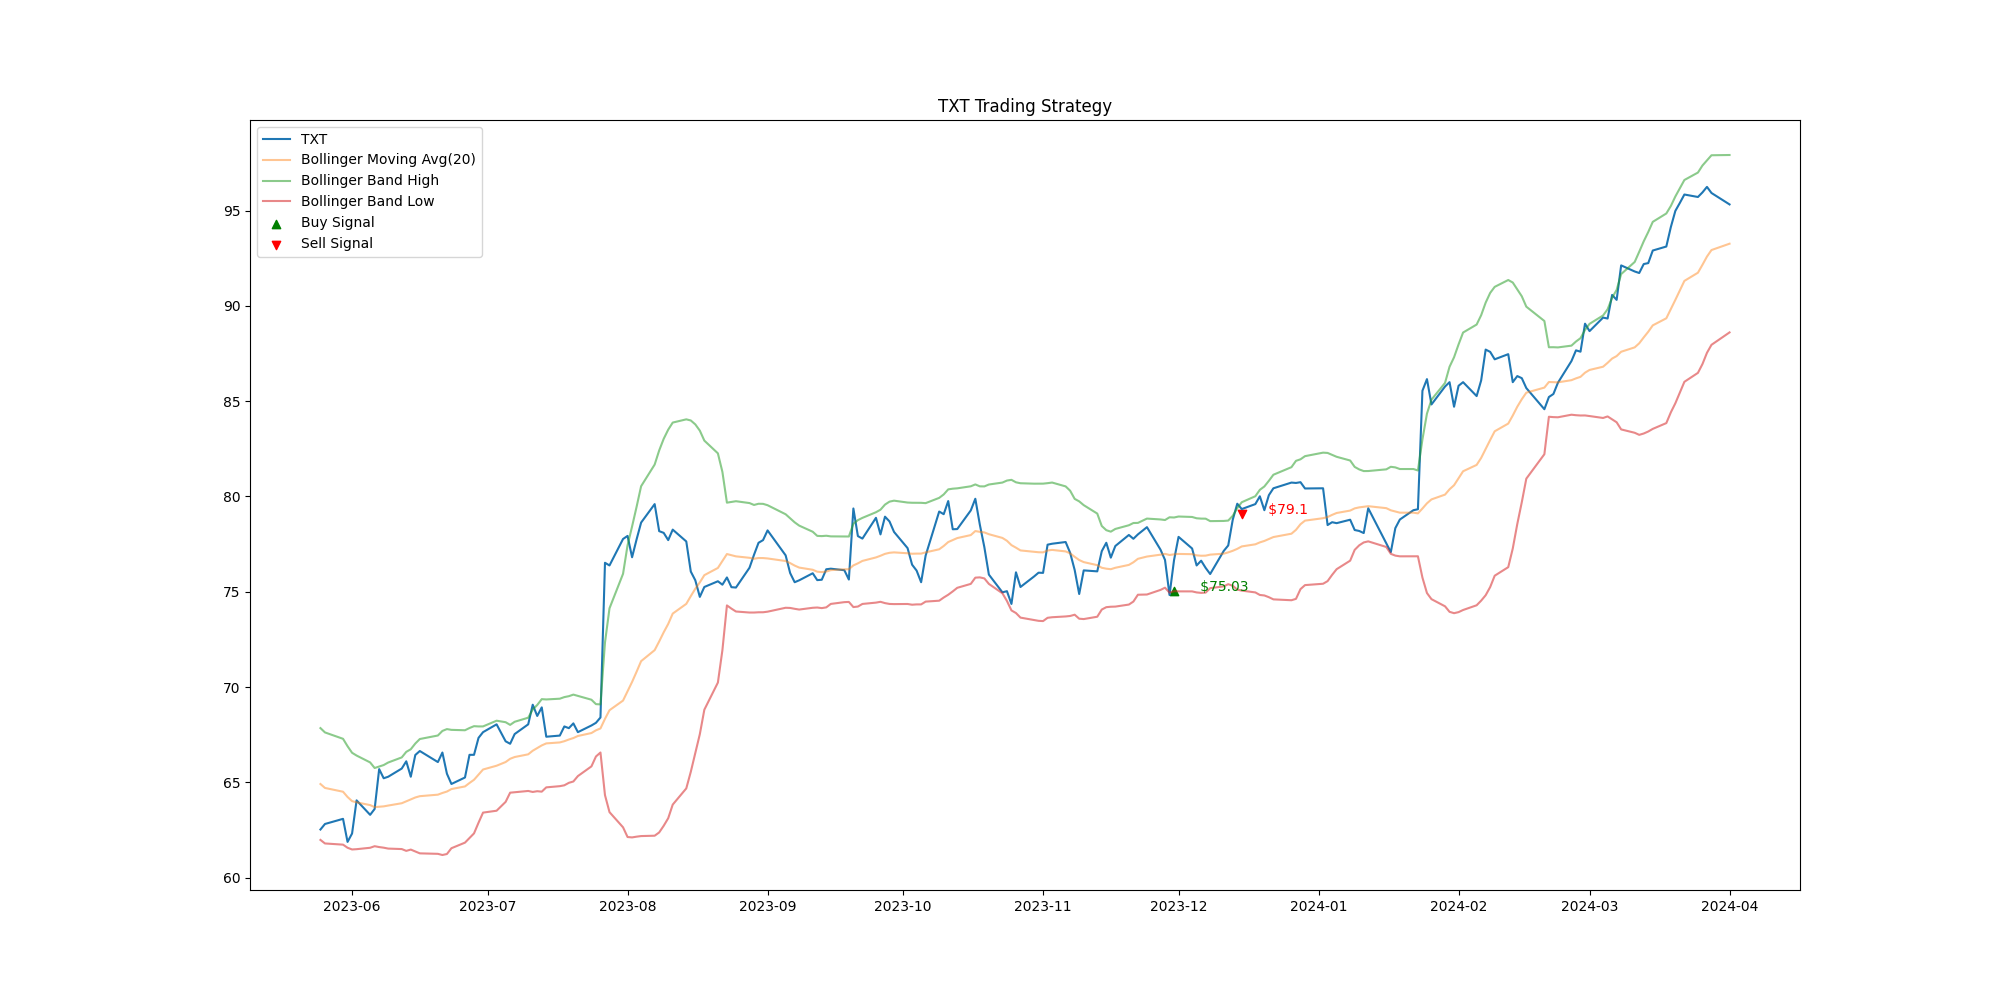 TXT Trading Strategy
TXT
Bollinger Moving Avg(20)
Bollinger Band High
Bollinger Band Low
Buy Signal
Sell Signal
95
90
85
80
75
70
65
60
$79.1
$75.03
2023-06 2023-07 2023-08 2023-09 2023-10 2023-11 2023-12 2024-01 2024-02 2024-03 2024-04